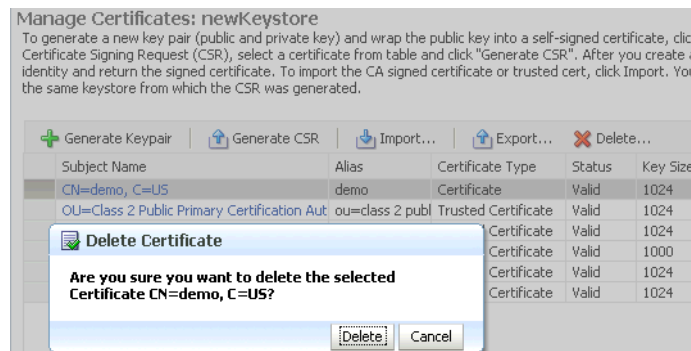 Manage Certificates: newKeystore
To generate a new key pair (public and private key) and wrap the public key into a self-signed certificate, clic
Certificate Signing Request (CSR), select a certificate from table and click "Generate CSR". After you create a
identity and return the signed certificate. To import the CA signed certificate or trusted cert, click Import. You
the same keystore from which the CSR was generated.
Generate Keypair Generate CSR Import... Export... Delete...
Subject Name Alias Certificate Type Status Key Size
CN=demo, C=US demo Certificate Valid 1024
OU=Class 2 Public Primary Certification Aut ou=class 2 publ Trusted Certificate Valid 1024
Certificate Valid 1024
Certificate Valid 1000
Certificate Valid 1024
Certificate Valid 1024
Delete Certificate
Are you sure you want to delete the selected
Certificate CN=demo, C=US?
Delete Cancel